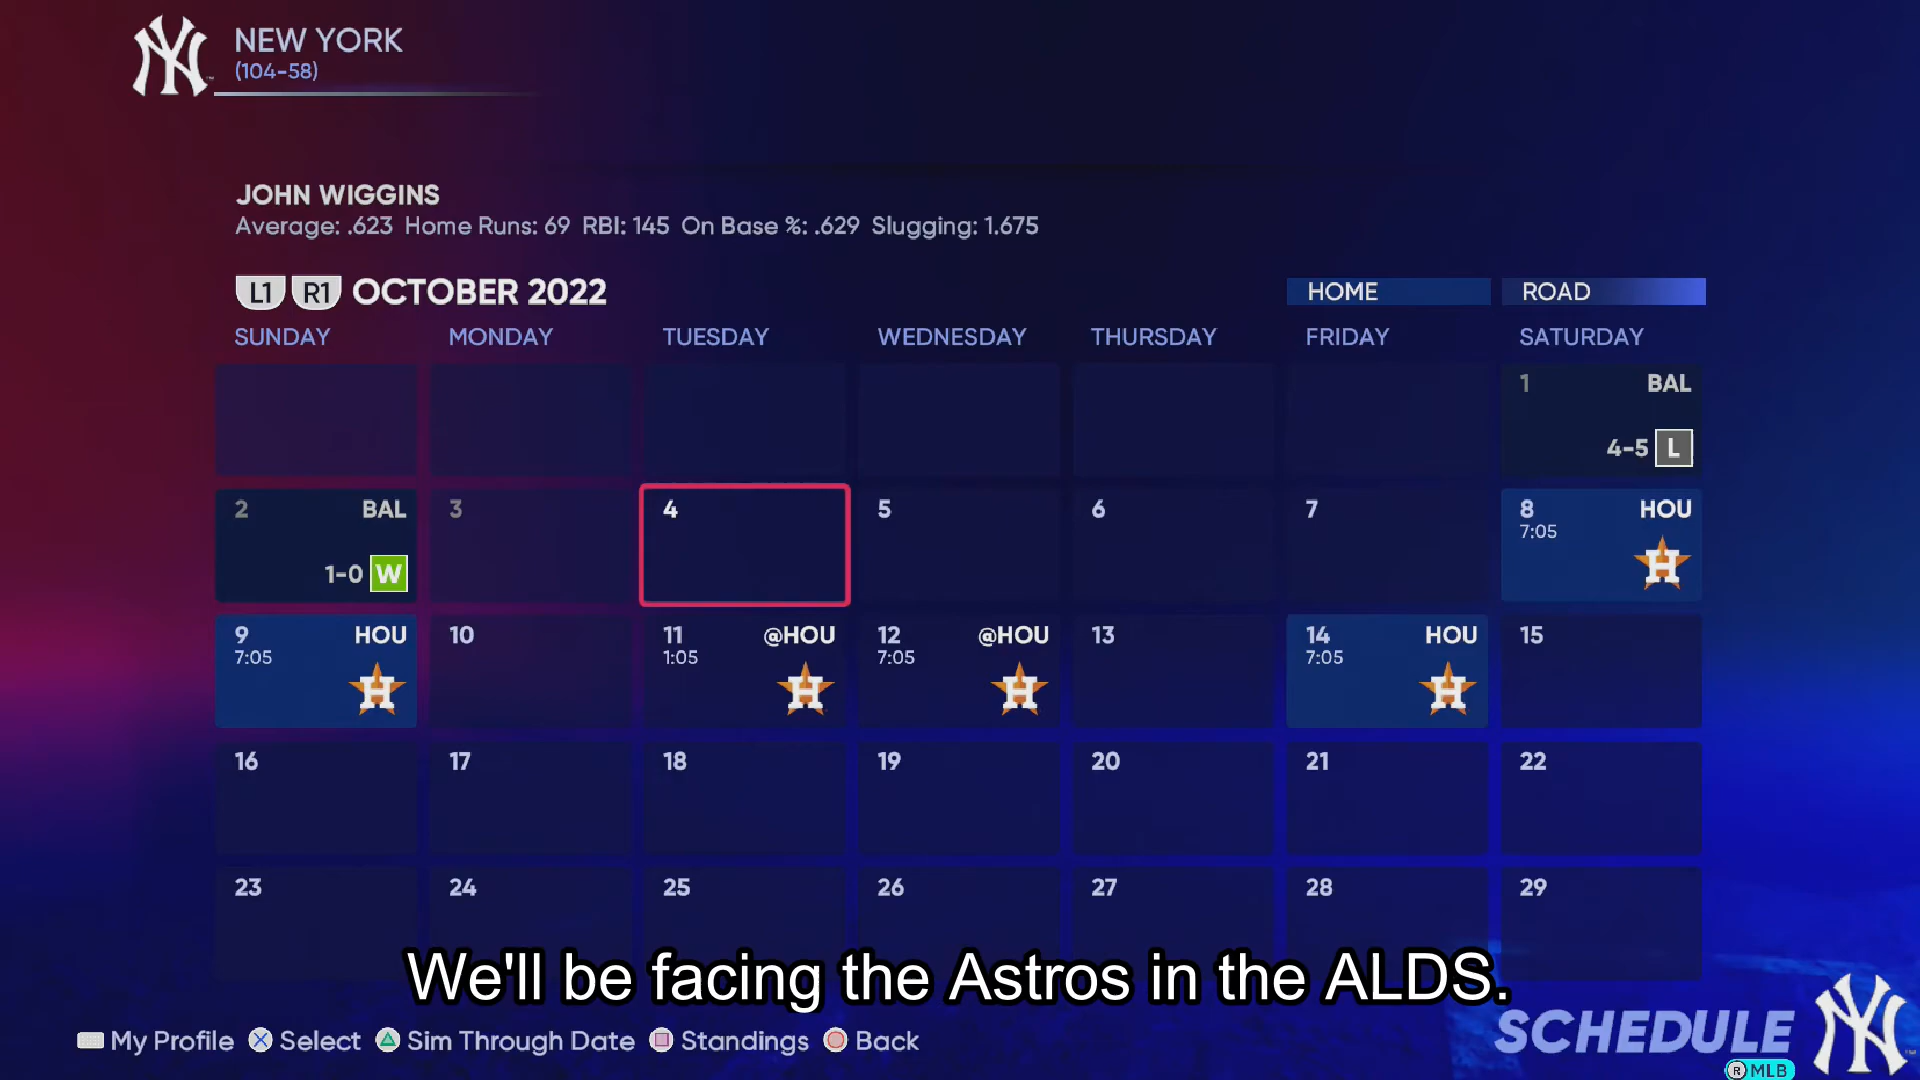 NEW YORK
(104-58)
JOHN WIGGINS
Average: .623 Home Runs: 69 RBI: 145 On Base %: .629 Slugging: 1.675
L1 R1 OCTOBER 2022
HOME ROAD
SUNDAY MONDAY TUESDAY WEDNESDAY THURSDAY FRIDAY SATURDAY
1 BAL
4-5 L
2 BAL 3 4 5 6 7 8 HOU
7:05
1-0 W
9 HOU 10 11 @HOU 12 @HOU 13 14 HOU 15
7:05 1:05 7:05 7:05
16 17 18 19 20 21 22
23 24 25 26 27 28 29
We'll be facing the Astros in the ALDS.
My Profile Select Sim Through Date Standings Back
SCHEDULE
R MLB